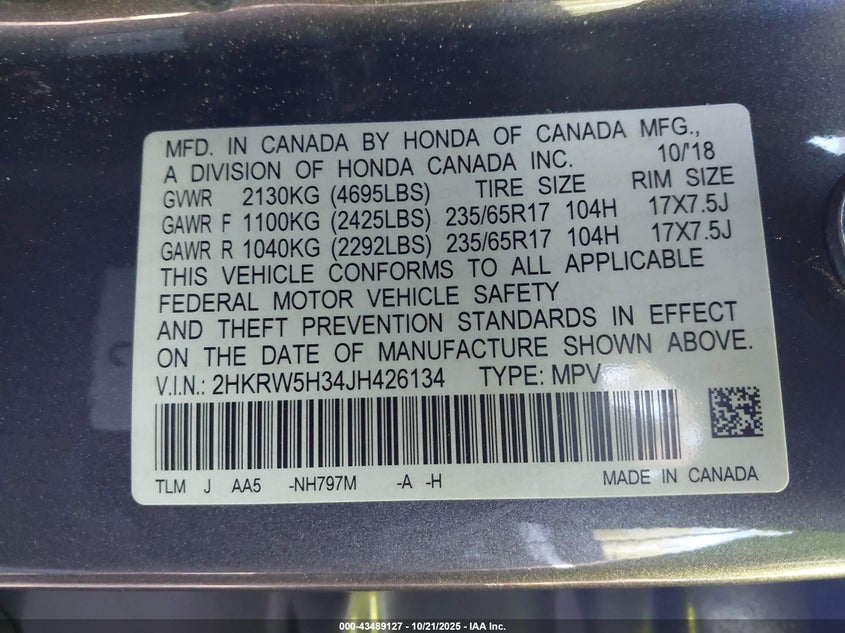 MFD. IN CANADA BY HONDA OF CANADA MFG.,
A DIVISION OF HONDA CANADA INC. 10/'18
GVWR 2130KG (4695LBS) TIRE SIZE RIM SIZE
GAWR F 1100KG (2425LBS) 235/65R17 104H 17X7.5J
GAWR R 1040KG (2292LBS) 235/65R17 104H 17X7.5J
THIS VEHICLE CONFORMS TO ALL APPLICABLE
FEDERAL MOTOR VEHICLE SAFETY
AND THEFT PREVENTION STANDARDS IN EFFECT
ON THE DATE OF MANUFACTURE SHOWN ABOVE.
V.I.N.: 2HKRW5H34JH426134 TYPE: MPV
TLM J AA5 -NH797M -A -H MADE IN CANADA
000-43489127 - 10/21/2025 - IAA Inc.